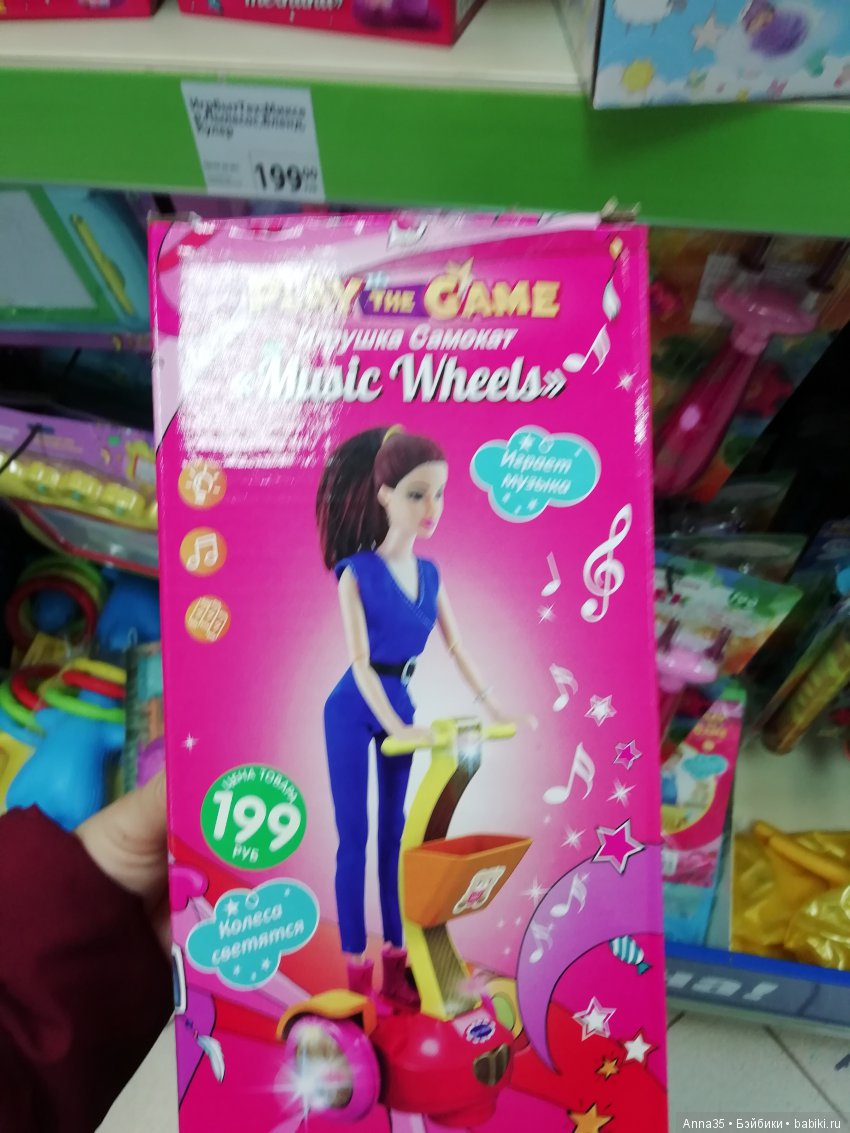 199⁹⁹
PLAY THE GAME
Игрушка Самокат
«Music Wheels»
Играет
музыка
ЦЕНА ТОВАРА
199
РУБ
Колеса
светятся
Anna35 • Бэйбики • babiki.ru